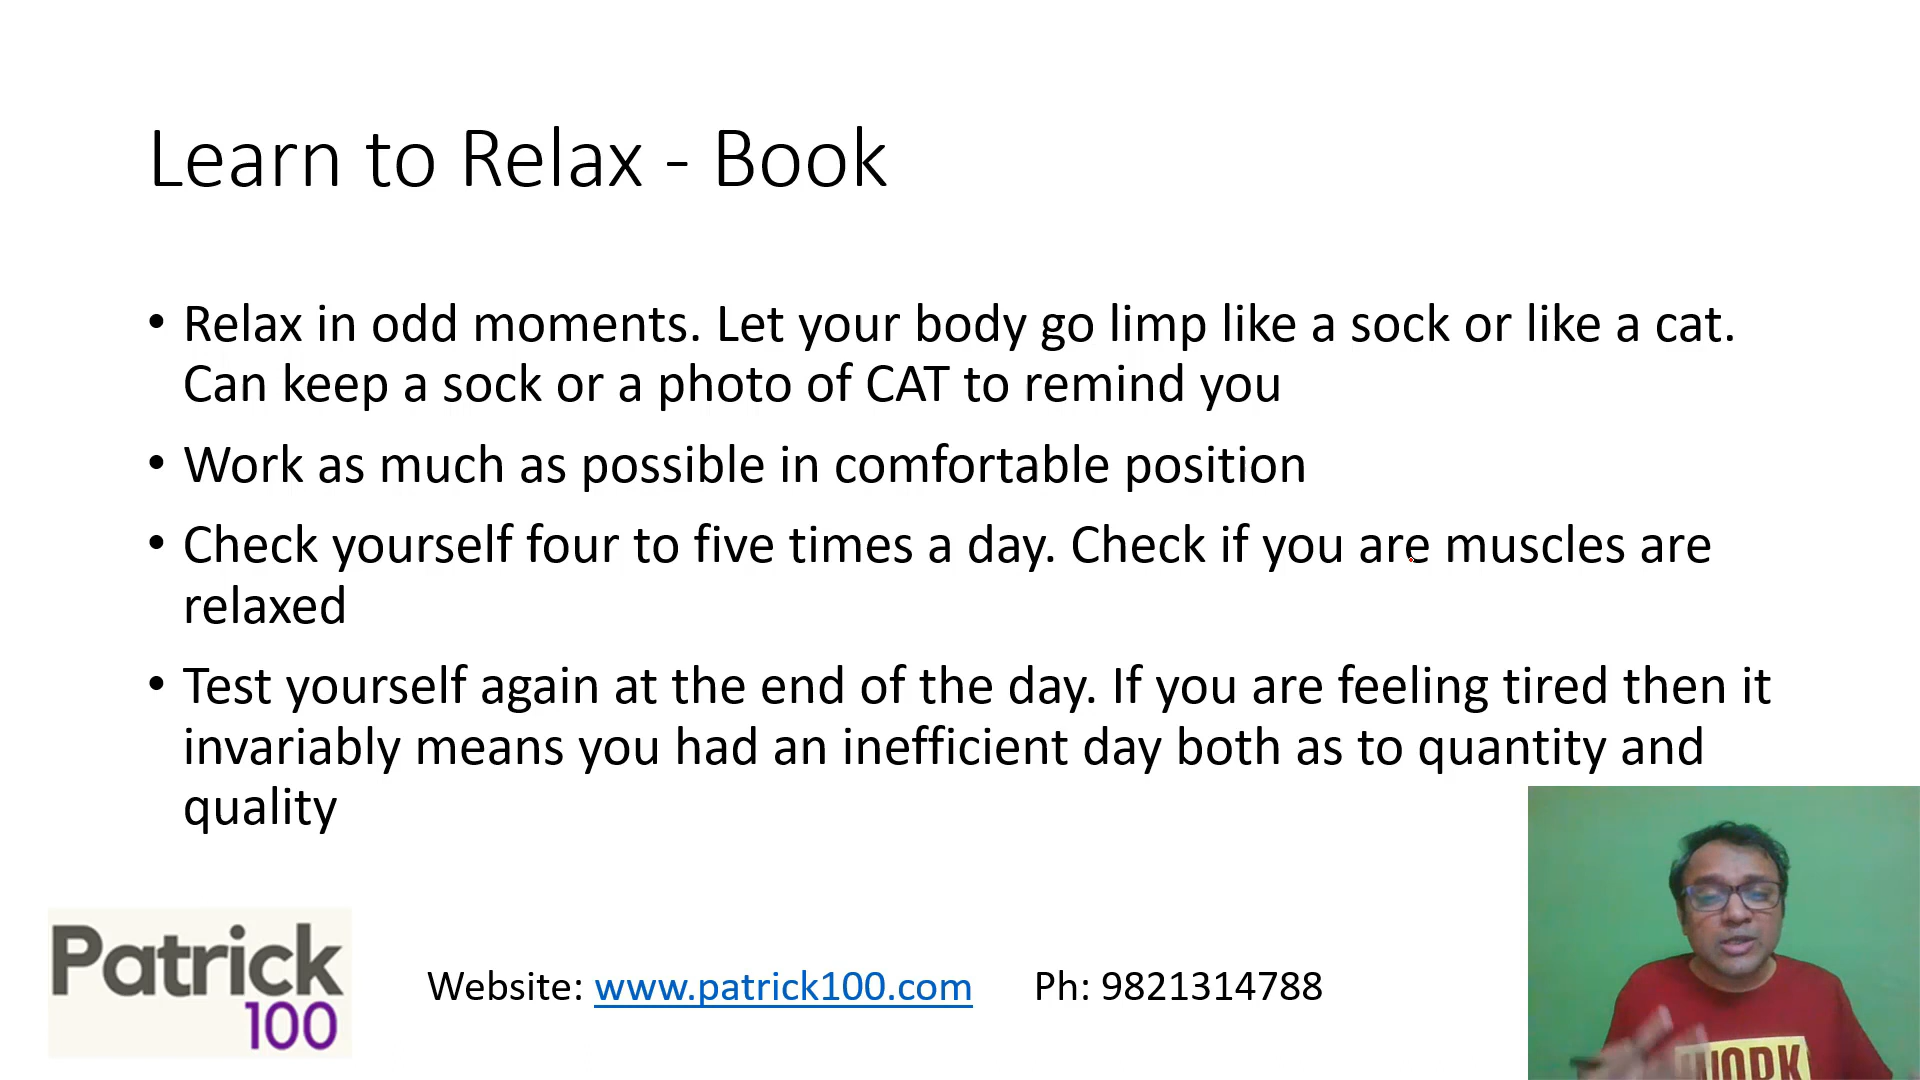 Learn to Relax - Book
• Relax in odd moments. Let your body go limp like a sock or like a cat.
Can keep a sock or a photo of CAT to remind you
• Work as much as possible in comfortable position
• Check yourself four to five times a day. Check if you are muscles are
relaxed
• Test yourself again at the end of the day. If you are feeling tired then it
invariably means you had an inefficient day both as to quantity and
quality
Patrick
100
Website: www.patrick100.com Ph: 9821314788
WORK